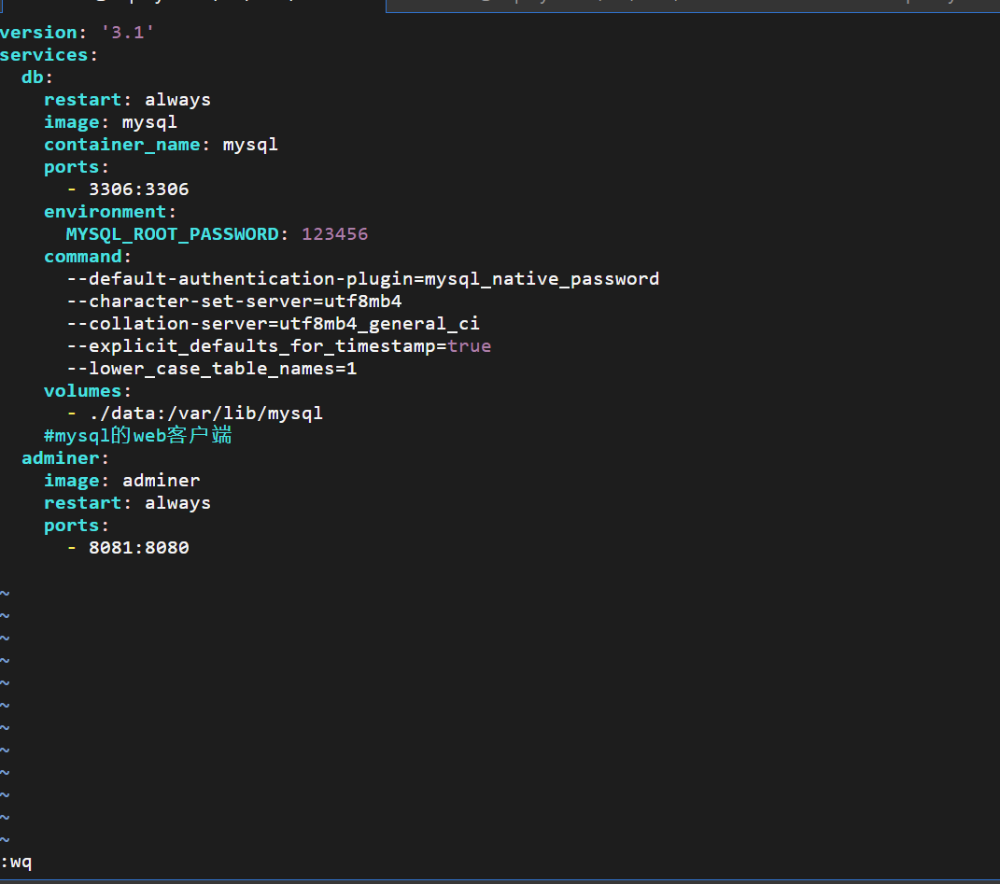 version: '3.1'
services:
  db:
    restart: always
    image: mysql
    container_name: mysql
    ports:
      - 3306:3306
    environment:
      MYSQL_ROOT_PASSWORD: 123456
    command:
      --default-authentication-plugin=mysql_native_password
      --character-set-server=utf8mb4
      --collation-server=utf8mb4_general_ci
      --explicit_defaults_for_timestamp=true
      --lower_case_table_names=1
    volumes:
      - ./data:/var/lib/mysql
    #mysql的web客户端
  adminer:
    image: adminer
    restart: always
    ports:
      - 8081:8080
~
~
~
~
~
~
~
~
~
~
~
~
:wq